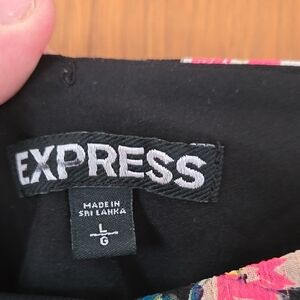 EXPRESS
MADE IN
SRI LANKA
L
G